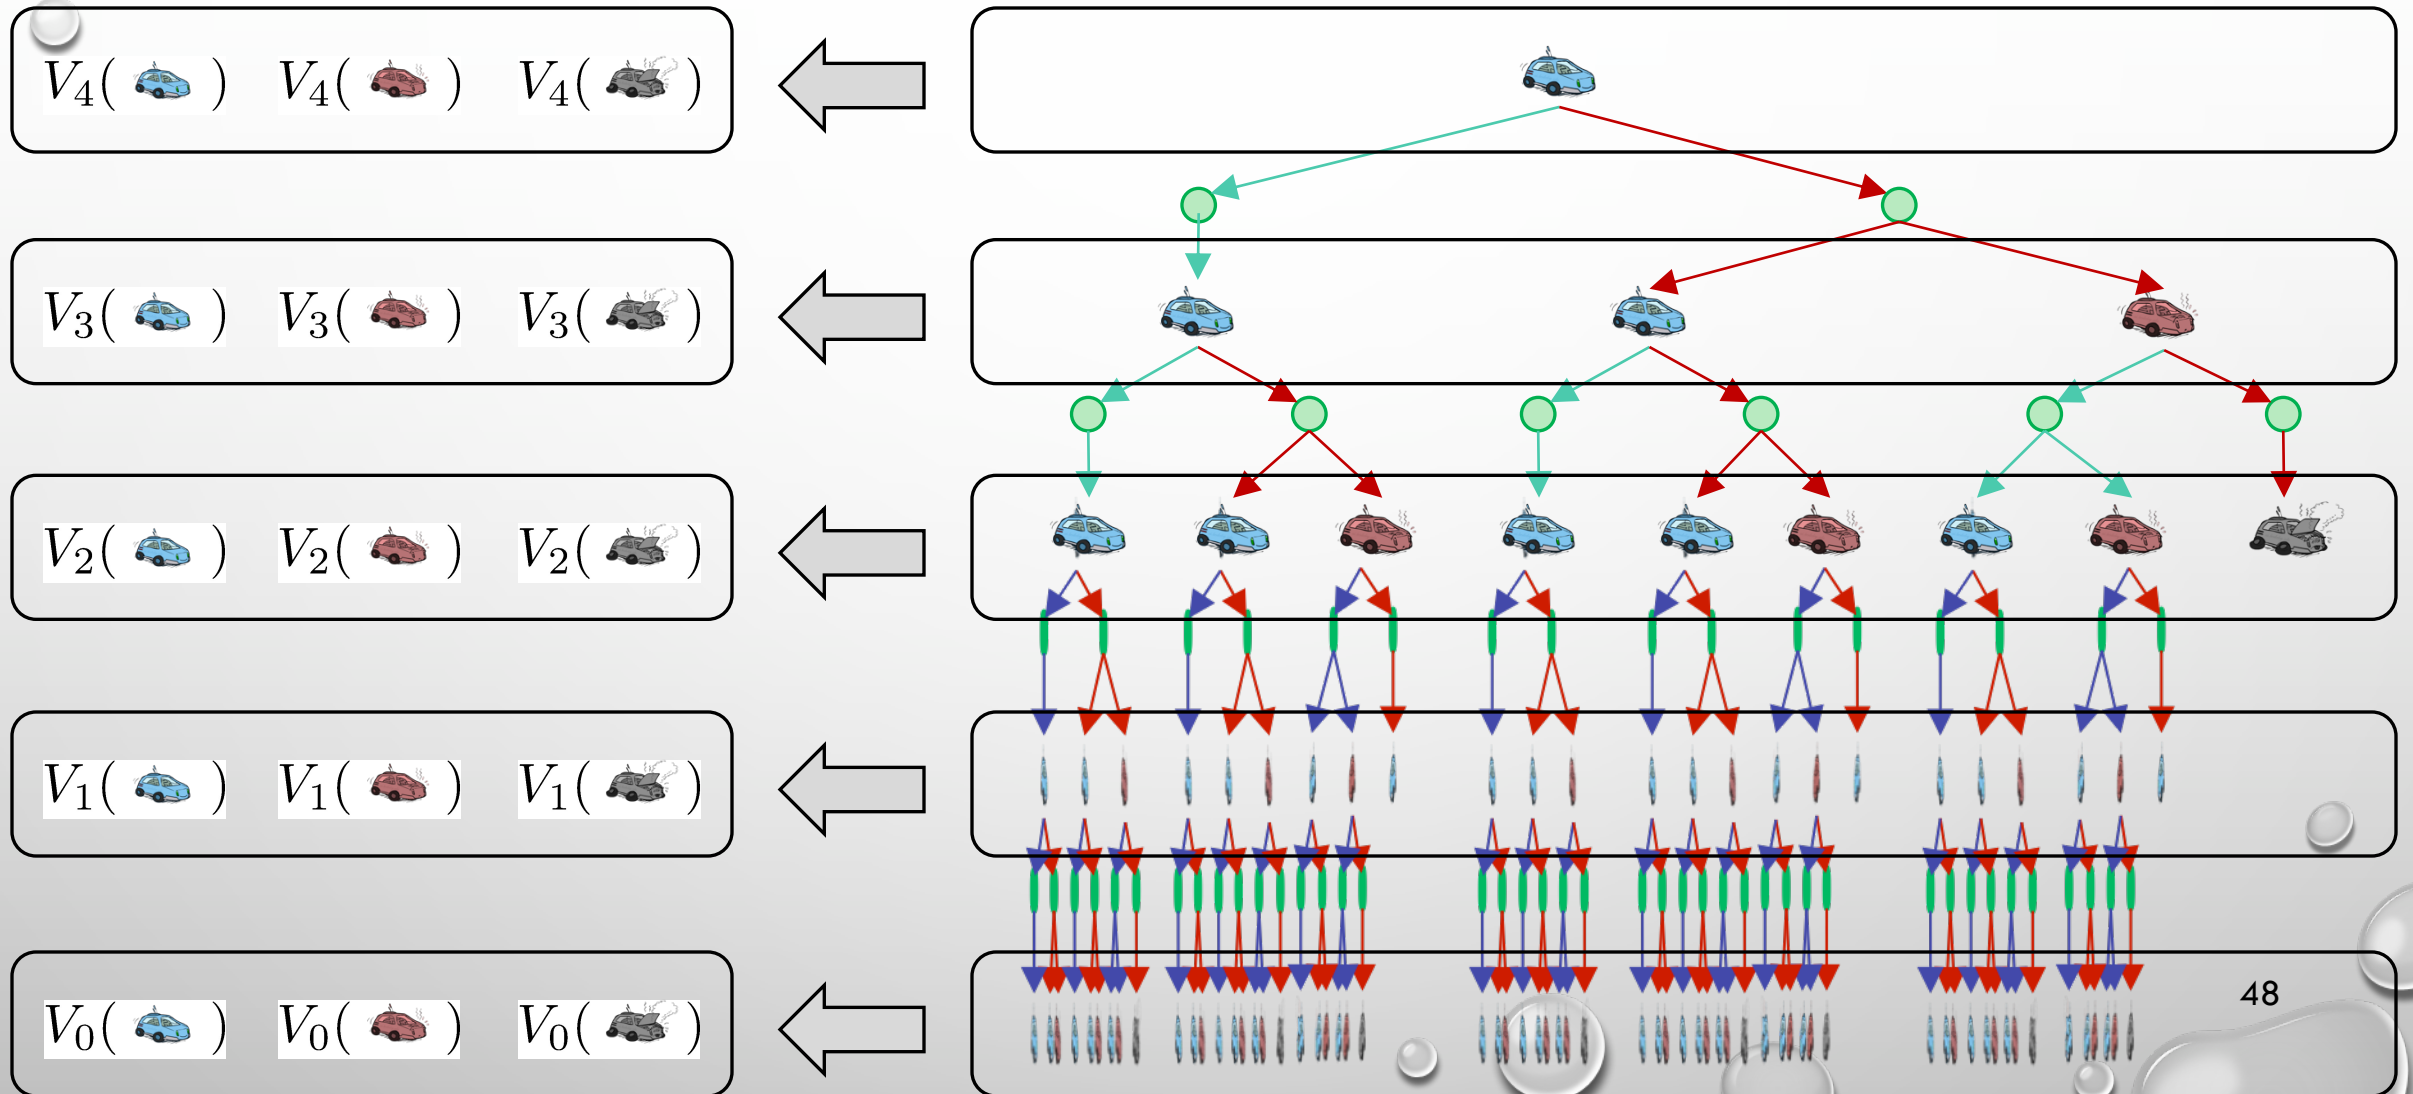 V4( ) V4( ) V4( )
V3( ) V3( ) V3( )
V2( ) V2( ) V2( )
V1( ) V1( ) V1( )
48
V0( ) V0( ) V0( )